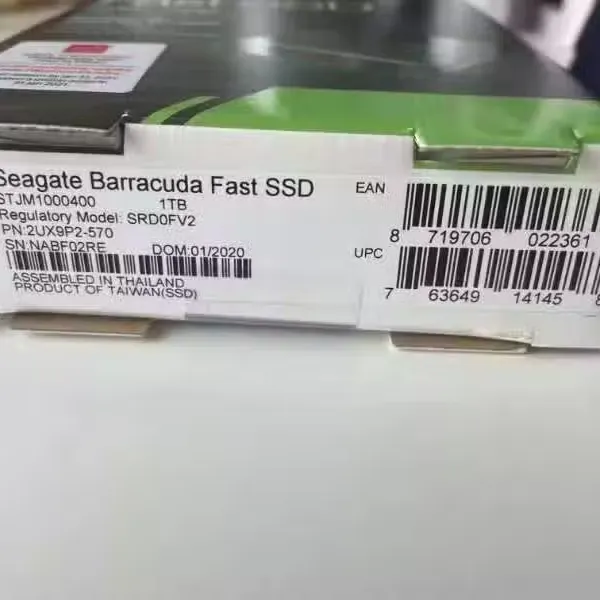 Seagate Barracuda Fast SSD
STJM1000400 1TB
Regulatory Model: SRD0FV2
PN:2UX9P2-570
SN:NABF02RE DOM:01/2020
ASSEMBLED IN THAILAND
PRODUCT OF TAIWAN(SSD)
EAN
8 719706 022361
UPC
7 63649 14145 8